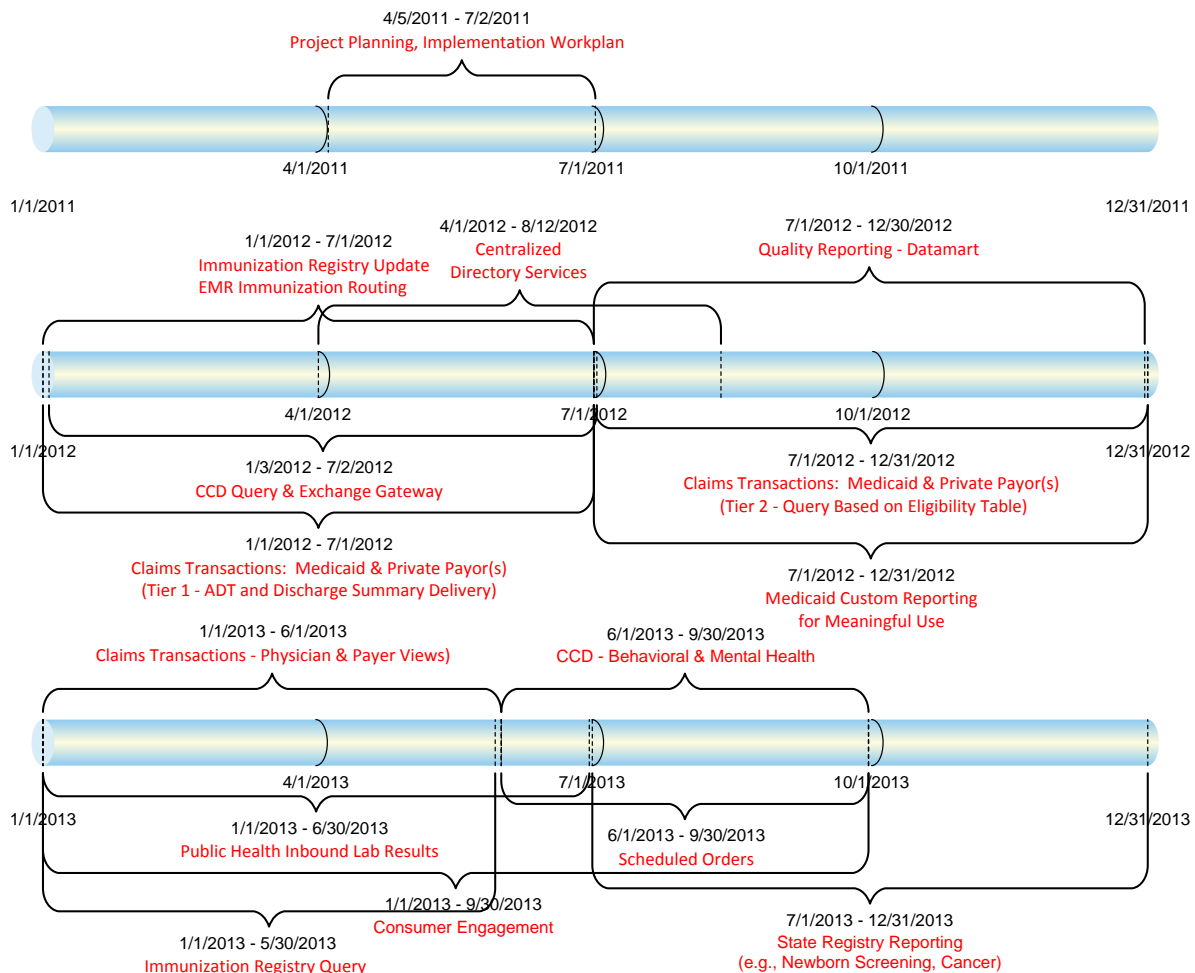 4/5/2011 - 7/2/2011
Project Planning, Implementation Workplan
4/1/2011
7/1/2011
10/1/2011
1/1/2011
12/31/2011
1/1/2012 - 7/1/2012
Immunization Registry Update
EMR Immunization Routing
4/1/2012 - 8/12/2012
Centralized
Directory Services
7/1/2012 - 12/30/2012
Quality Reporting - Datamart
4/1/2012
7/1/2012
10/1/2012
1/1/2012
12/31/2012
1/3/2012 - 7/2/2012
CCD Query & Exchange Gateway
7/1/2012 - 12/31/2012
Claims Transactions: Medicaid & Private Payor(s)
(Tier 2 - Query Based on Eligibility Table)
1/1/2012 - 7/1/2012
Claims Transactions: Medicaid & Private Payor(s)
(Tier 1 - ADT and Discharge Summary Delivery)
7/1/2012 - 12/31/2012
Medicaid Custom Reporting
for Meaningful Use
1/1/2013 - 6/1/2013
Claims Transactions - Physician & Payer Views)
6/1/2013 - 9/30/2013
CCD - Behavioral & Mental Health
4/1/2013
7/1/2013
10/1/2013
1/1/2013
12/31/2013
1/1/2013 - 6/30/2013
Public Health Inbound Lab Results
6/1/2013 - 9/30/2013
Scheduled Orders
1/1/2013 - 9/30/2013
Consumer Engagement
1/1/2013 - 5/30/2013
Immunization Registry Query
7/1/2013 - 12/31/2013
State Registry Reporting
(e.g., Newborn Screening, Cancer)